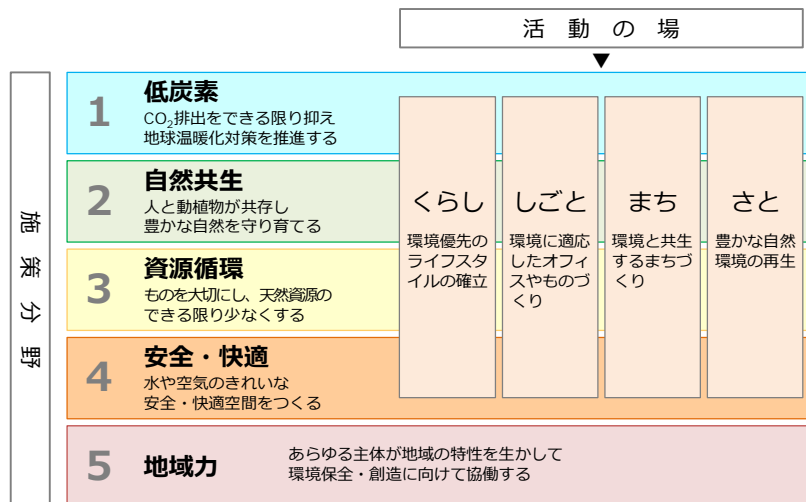 活動の場
▼
施策分野
1
低炭素
CO₂排出をできる限り抑え
地球温暖化対策を推進する
2
自然共生
人と動植物が共存し
豊かな自然を守り育てる
3
資源循環
ものを大切にし、天然資源の
できる限り少なくする
4
安全・快適
水や空気のきれいな
安全・快適空間をつくる
5
地域力
あらゆる主体が地域の特性を生かして
環境保全・創造に向けて協働する
くらし
環境優先の
ライフスタ
イルの確立
しごと
環境に適応
したオフィ
スやものづ
くり
まち
環境と共生
するまちづ
くり
さと
豊かな自然
環境の再生